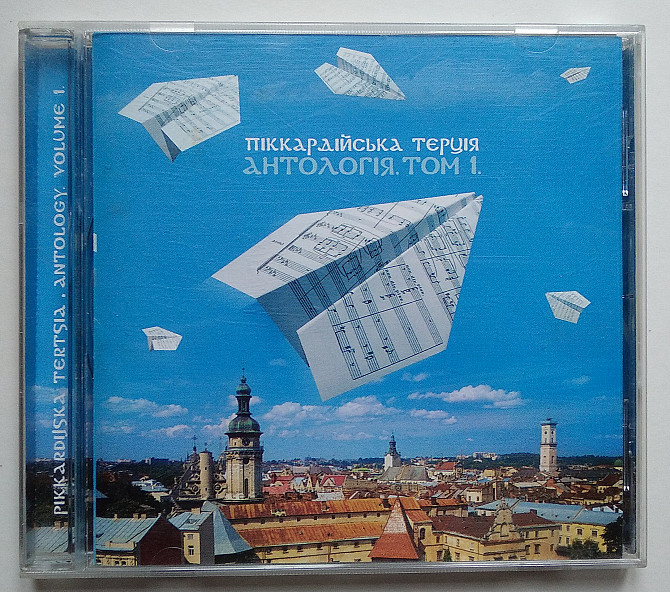 PIKKARDIJSKA TERTSIA . ANTOLOGY. VOLUME 1.
ПІККАРДІЙСЬКА ТЕРЦІЯ
АНТОЛОГІЯ. ТОМ 1.